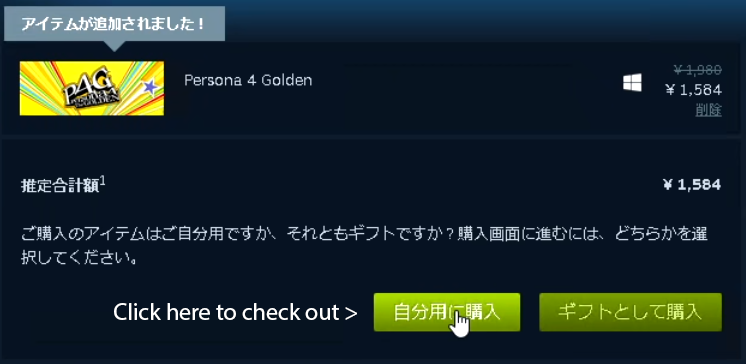 アイテムが追加されました！
P4G
PERSONA4
THE GOLDEN
Persona 4 Golden
¥ 1,980
¥ 1,584
削除
推定合計額1
¥ 1,584
ご購入のアイテムはご自分用ですか、それともギフトですか？購入画面に進むには、どちらかを選
択してください。
Click here to check out >
自分用に購入
ギフトとして購入